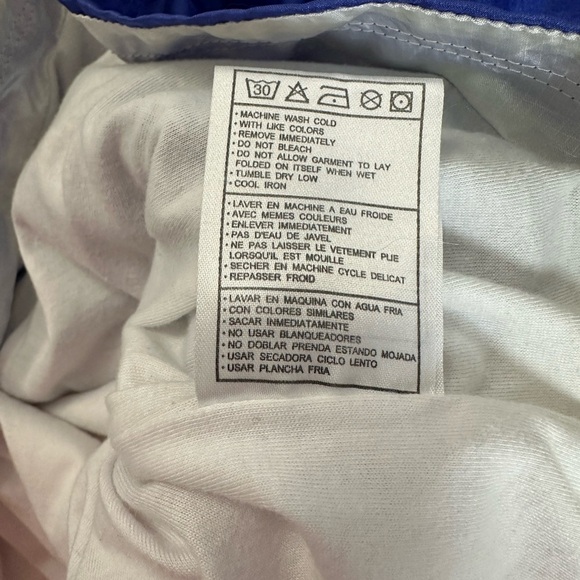 30
• MACHINE WASH COLD
• WITH LIKE COLORS
• REMOVE IMMEDIATELY
• DO NOT BLEACH
• DO NOT ALLOW GARMENT TO LAY
FOLDED ON ITSELF WHEN WET
• TUMBLE DRY LOW
• COOL IRON
• LAVER EN MACHINE A EAU FROIDE
• AVEC MEMES COULEURS
• ENLEVER IMMEDIATEMENT
• PAS D'EAU DE JAVEL
• NE PAS LAISSER LE VETEMENT PUE
LORSQU'IL EST MOUILLE
• SECHER EN MACHINE CYCLE DELICAT
• REPASSER FROID
• LAVAR EN MAQUINA CON AGUA FRIA
• CON COLORES SIMILARES
• SACAR INMEDIATAMENTE
• NO USAR BLANQUEADORES
• NO DOBLAR PRENDA ESTANDO MOJADA
• USAR SECADORA CICLO LENTO
• USAR PLANCHA FRIA